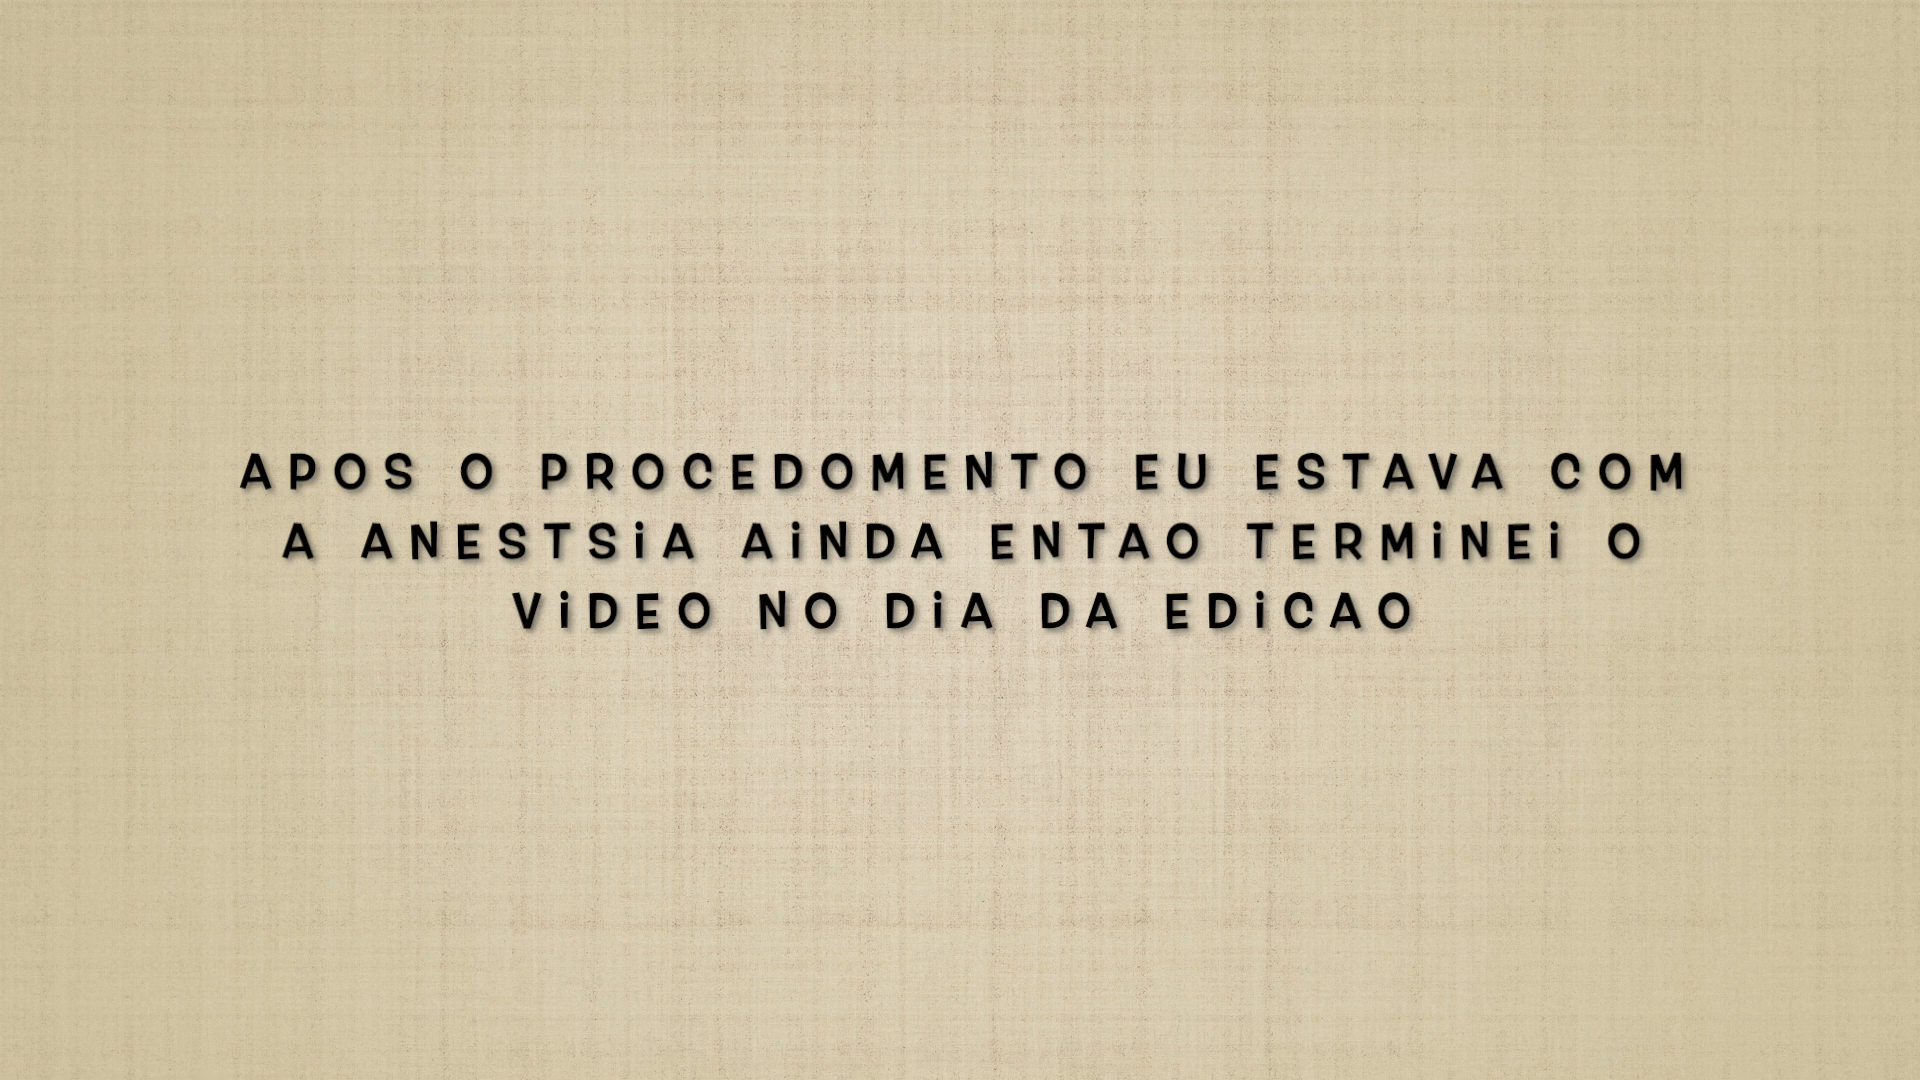 APOS O PROCEDOMENTO EU ESTAVA COM
A ANESTSiA AiNDA ENTAO TERMiNEi O
ViDEO NO DiA DA EDiCAO